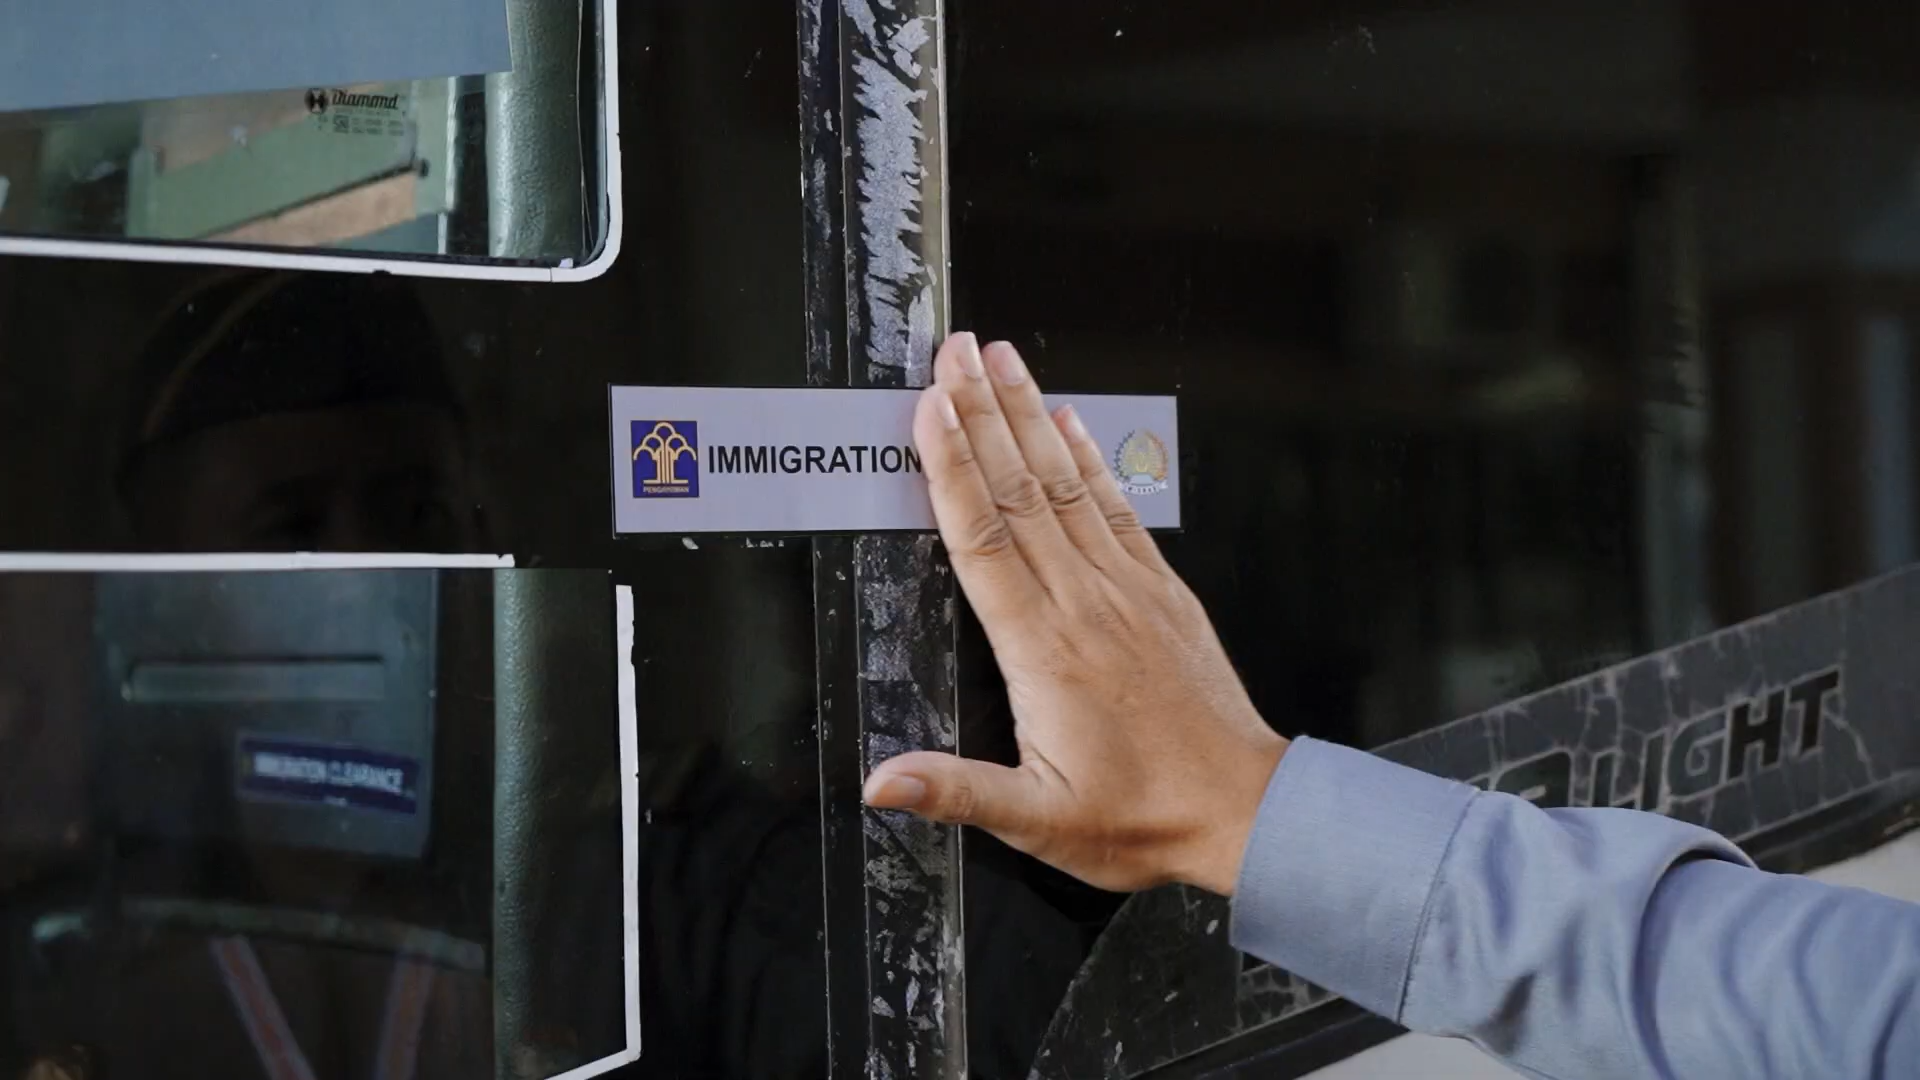 Diamond
IMMIGRATION
PENGAYOMAN
IMMIGRATION CLEARANCE
LIGHT